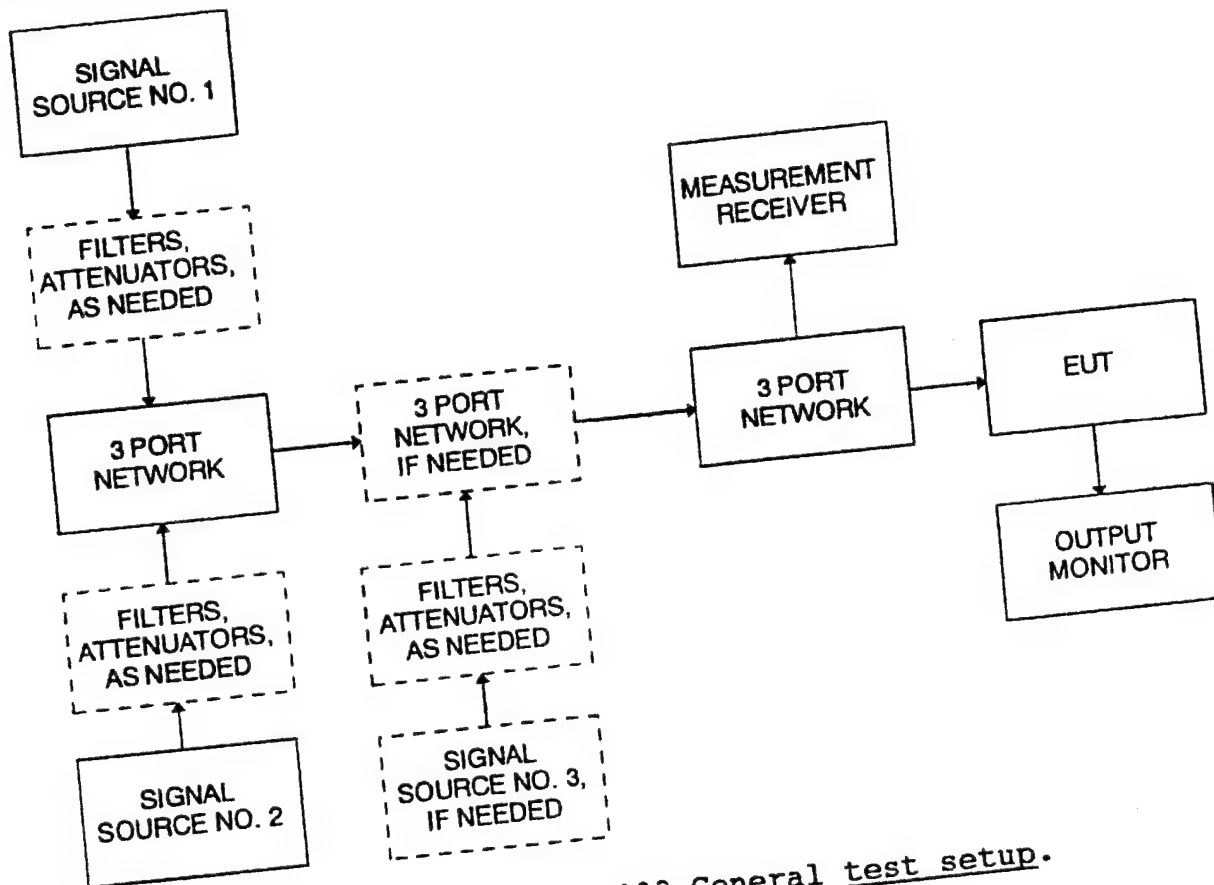 SIGNAL
SOURCE NO. 1
FILTERS,
ATTENUATORS,
AS NEEDED
3 PORT
NETWORK
FILTERS,
ATTENUATORS,
AS NEEDED
SIGNAL
SOURCE NO. 2
3 PORT
NETWORK,
IF NEEDED
FILTERS,
ATTENUATORS,
AS NEEDED
SIGNAL
SOURCE NO. 3,
IF NEEDED
MEASUREMENT
RECEIVER
3 PORT
NETWORK
EUT
OUTPUT
MONITOR
General test setup.